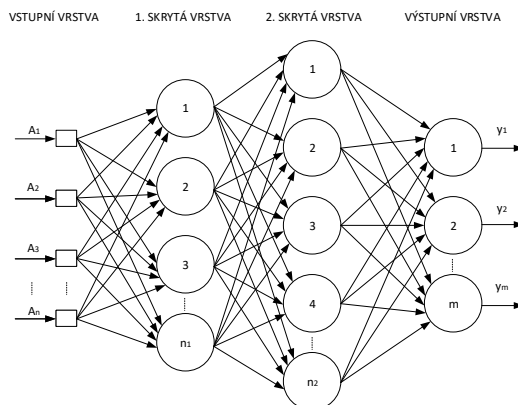 VSTUPNÍ VRSTVA 1. SKRYTÁ VRSTVA 2. SKRYTÁ VRSTVA VÝSTUPNÍ VRSTVA
A1
A2
A3
An
1
2
3
n1
1
2
3
4
n2
1
2
m
y1
y2
ym